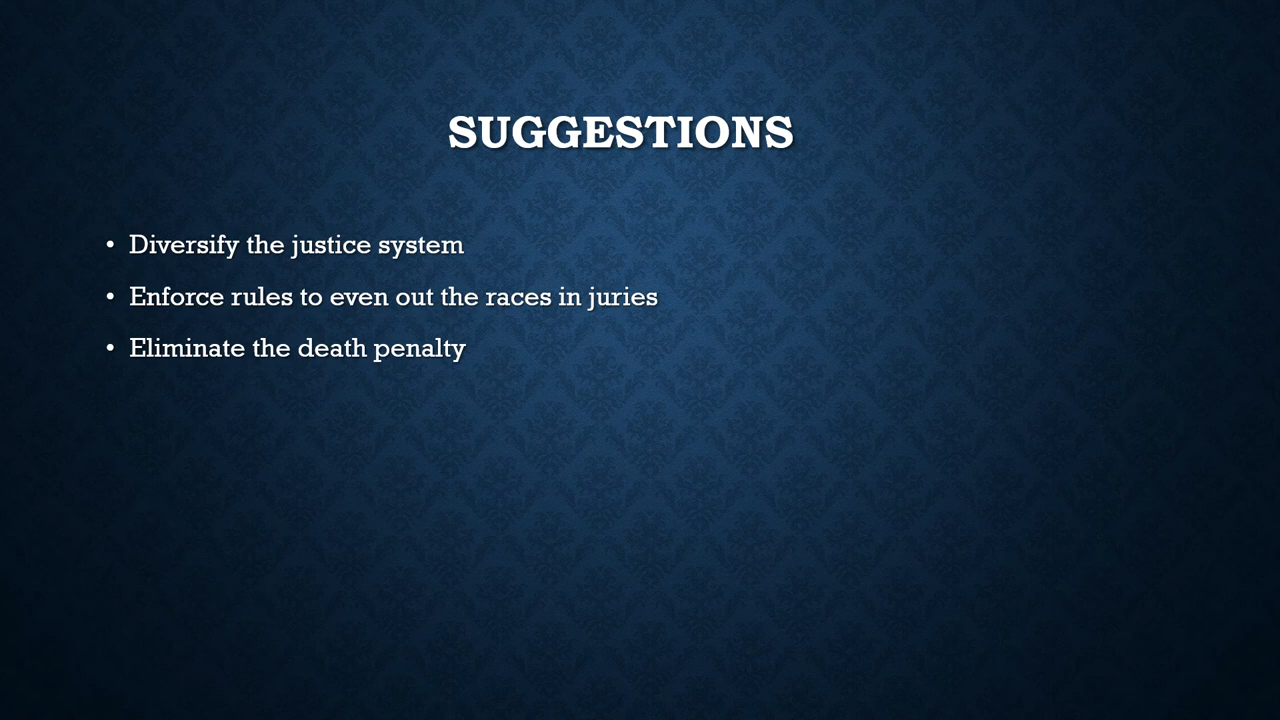 SUGGESTIONS
• Diversify the justice system
• Enforce rules to even out the races in juries
• Eliminate the death penalty